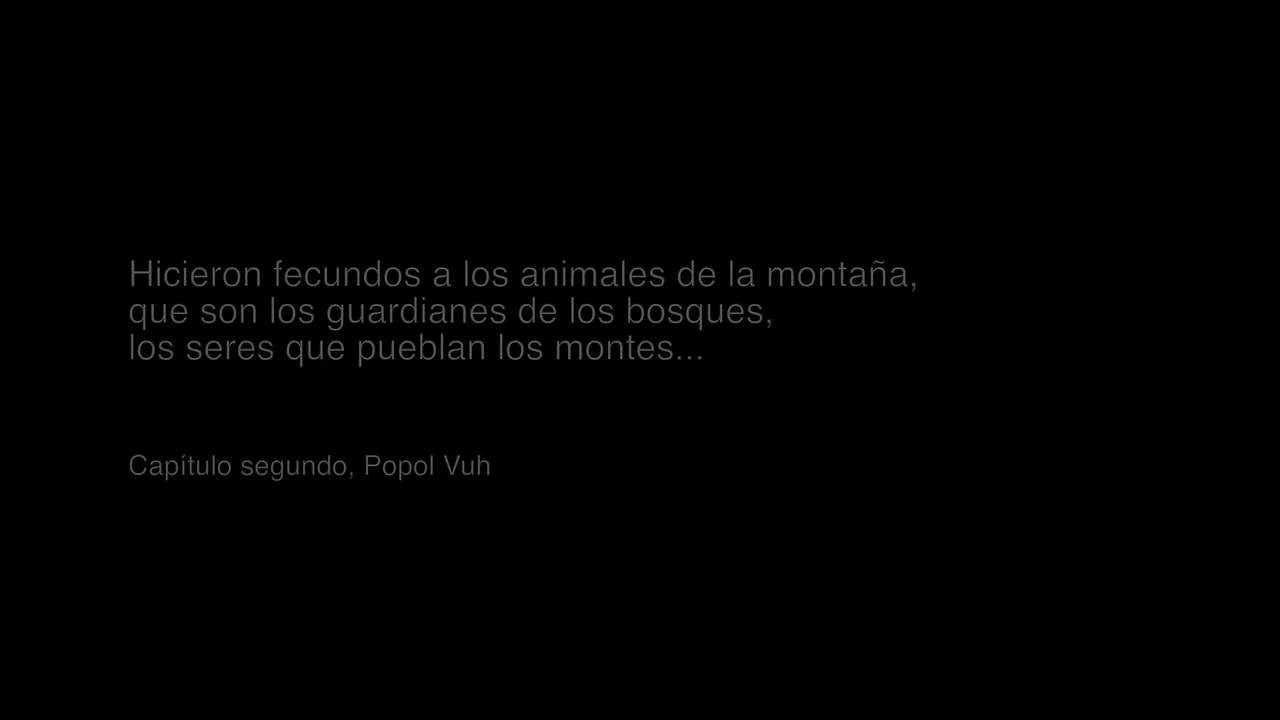 Hicieron fecundos a los animales de la montaña,
que son los guardianes de los bosques,
los seres que pueblan los montes...
Capítulo segundo, Popol Vuh